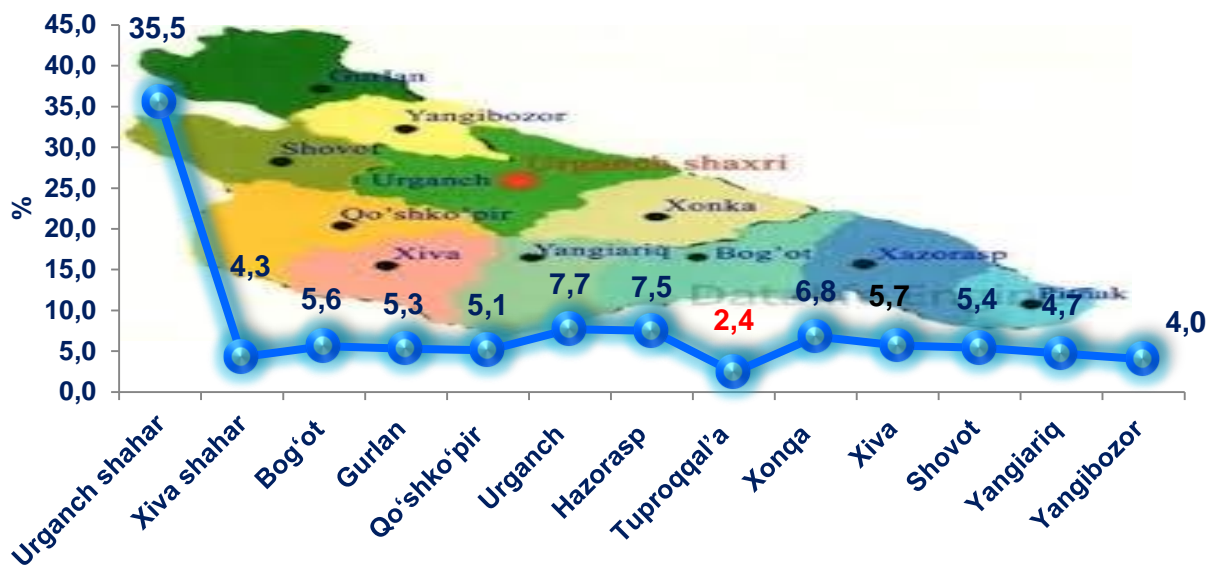 45,0
40,0
35,0
30,0
25,0
20,0
15,0
10,0
5,0
0,0
%
35,5
4,3
5,6
5,3
5,1
7,7
7,5
2,4
6,8
5,7
5,4
4,7
4,0
Gurlan
Yangibozor
Shovot
Urganch shaxri
Urganch
Qo'shko'pir
Xonka
Xiva
Yangiariq
Bog'ot
Xazorasp
Urganch shahar
Xiva shahar
Bog‘ot
Gurlan
Qo‘shko‘pir
Urganch
Hazorasp
Tuproqqal’a
Xonqa
Xiva
Shovot
Yangiariq
Yangibozor